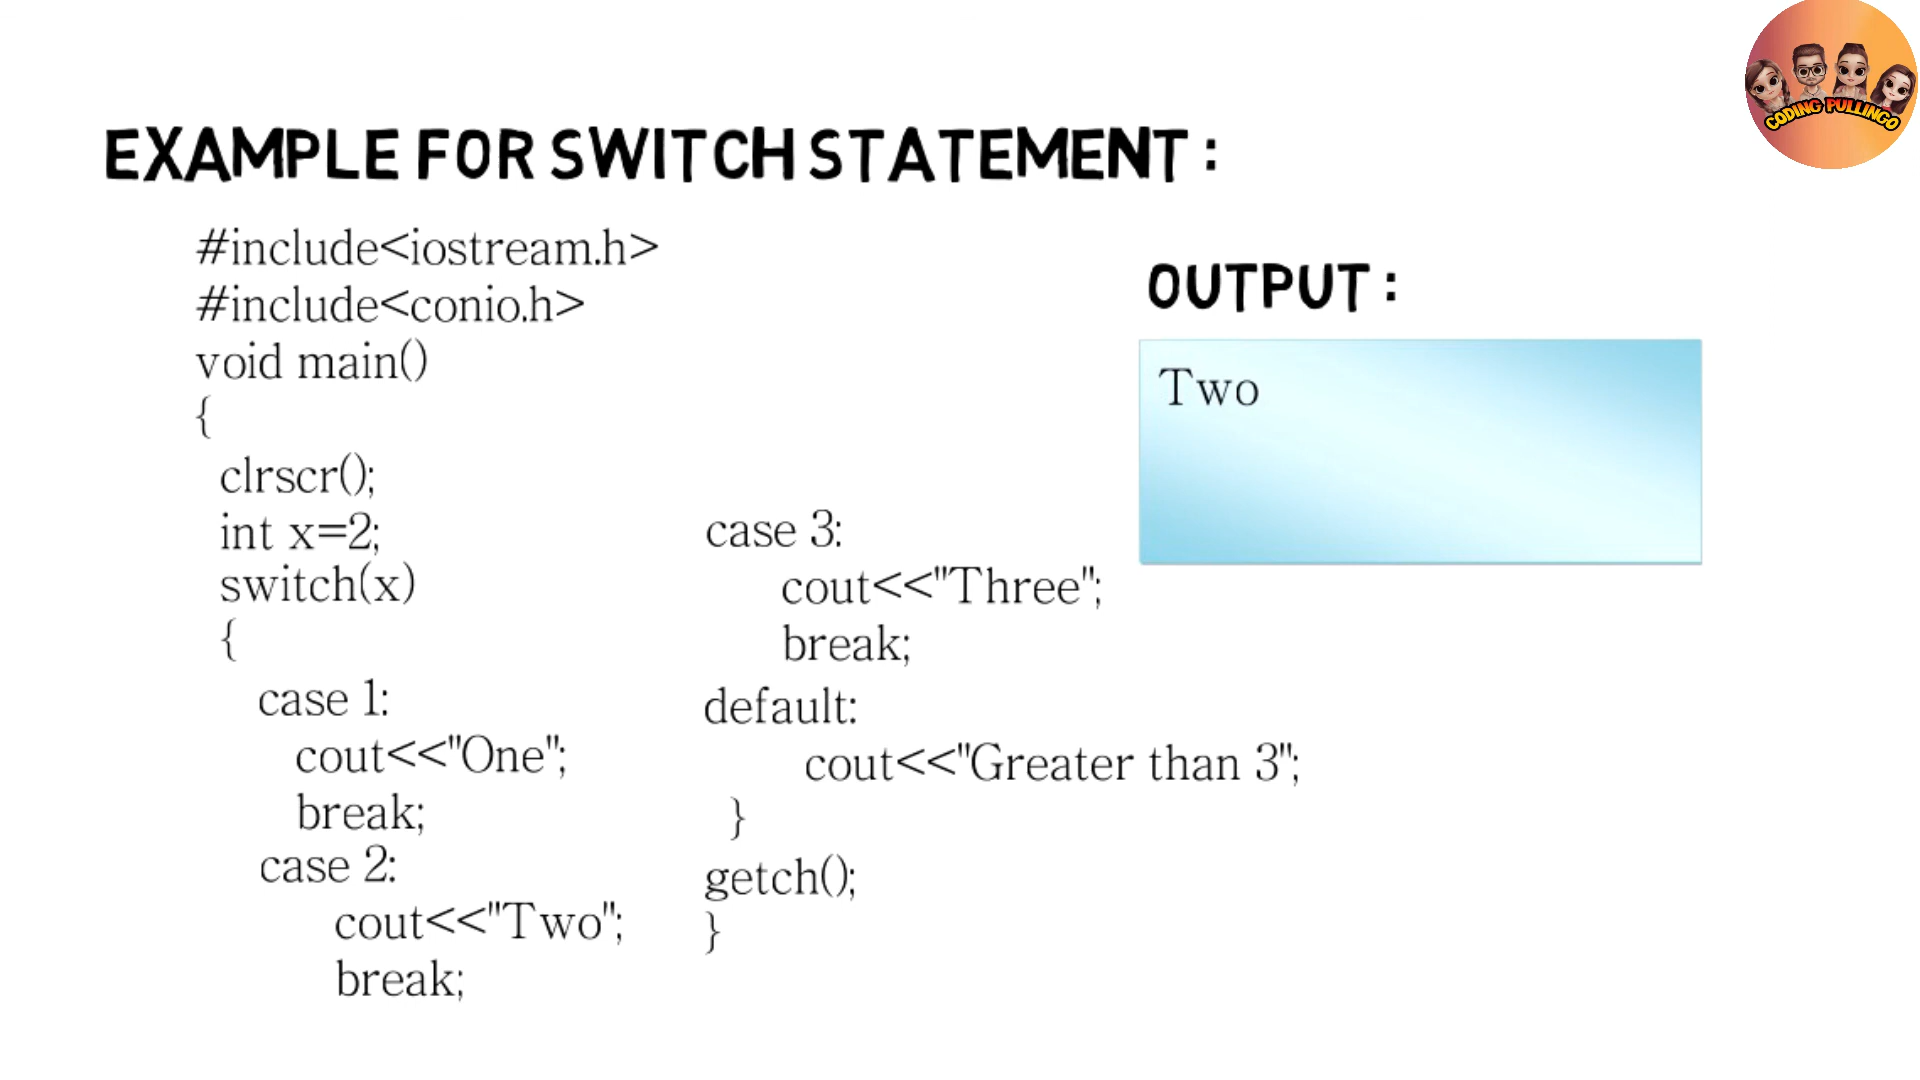 CODING PULLINGO
EXAMPLE FOR SWITCH STATEMENT :
#include<iostream.h>
#include<conio.h>
void main()
{
clrscr();
int x=2;
switch(x)
{
case 1:
cout<<"One";
break;
case 2:
cout<<"Two";
break;
case 3:
cout<<"Three";
break;
default:
cout<<"Greater than 3";
}
getch();
}
OUTPUT :
Two